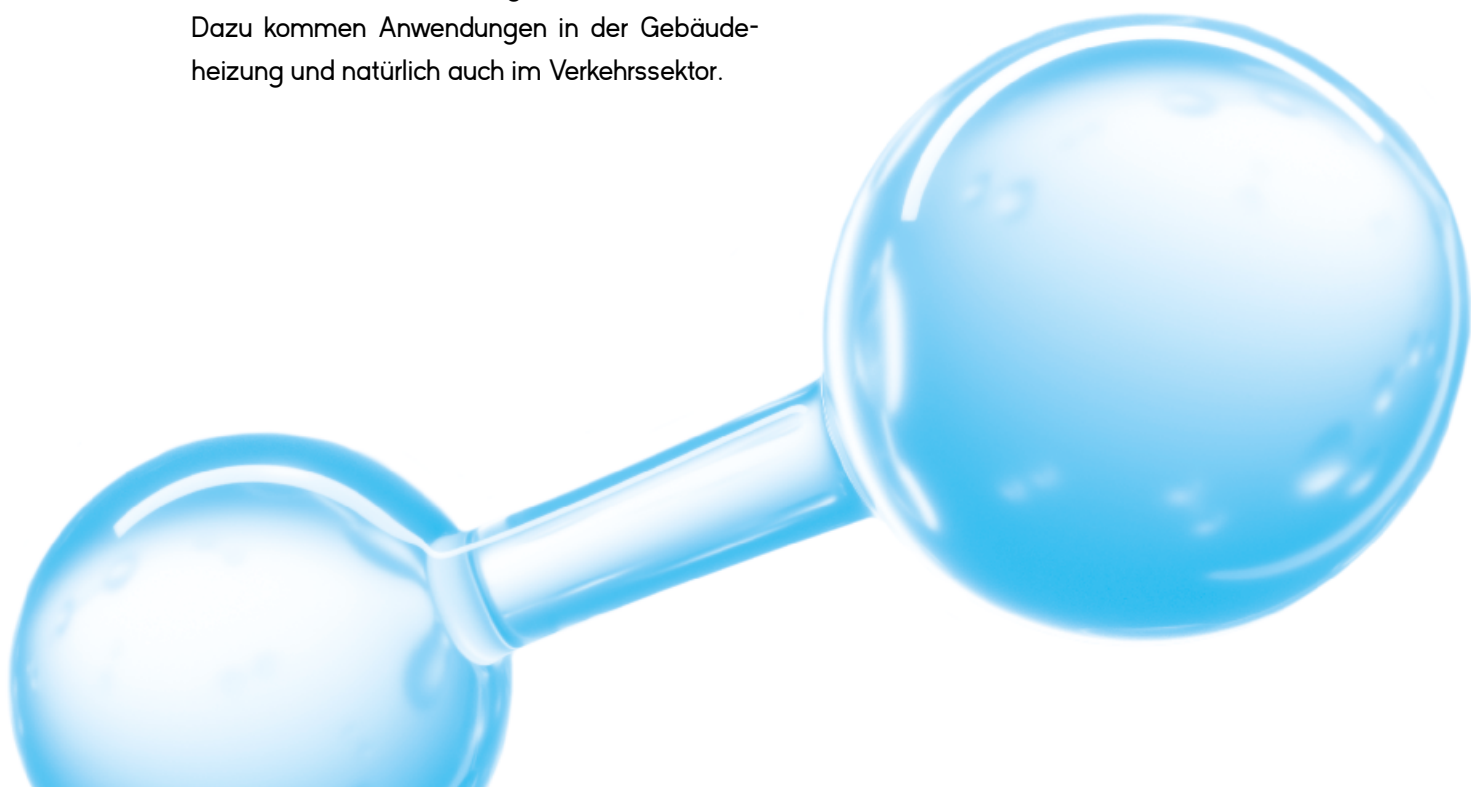 Dazu kommen Anwendungen in der Gebäude-
heizung und natürlich auch im Verkehrssektor.